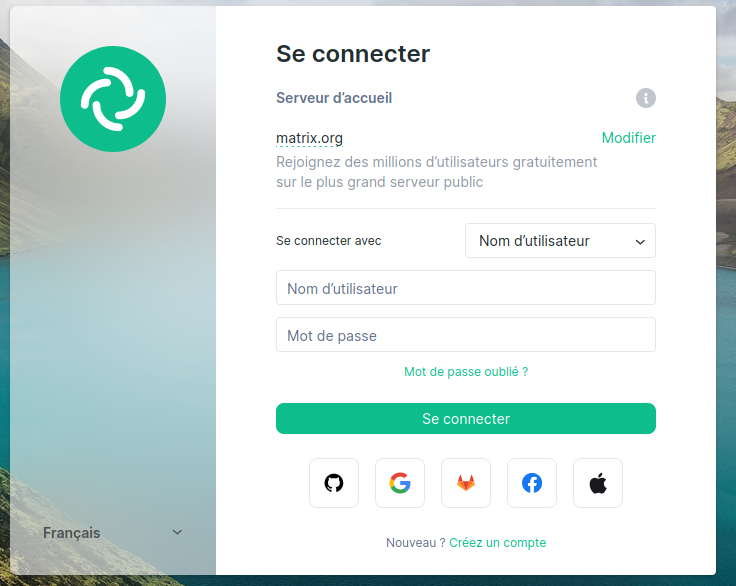 Se connecter
Serveur d’accueil
matrix.org
Modifier
Rejoignez des millions d’utilisateurs gratuitement
sur le plus grand serveur public
Se connecter avec
Nom d’utilisateur
Nom d’utilisateur
Mot de passe
Mot de passe oublié ?
Se connecter
Nouveau ? Créez un compte
Français